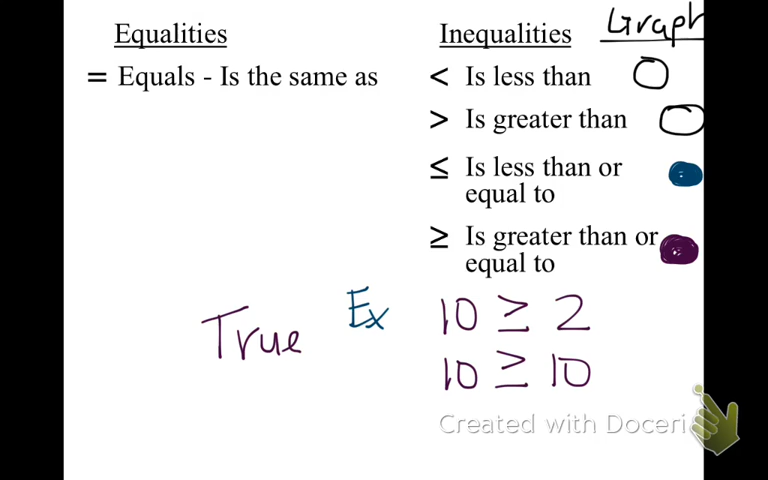 Equalities Inequalities Graph
= Equals - Is the same as < Is less than
> Is greater than
≤ Is less than or
equal to
≥ Is greater than or
equal to
True Ex 10 ≥ 2
10 ≥ 10
Created with Doceri